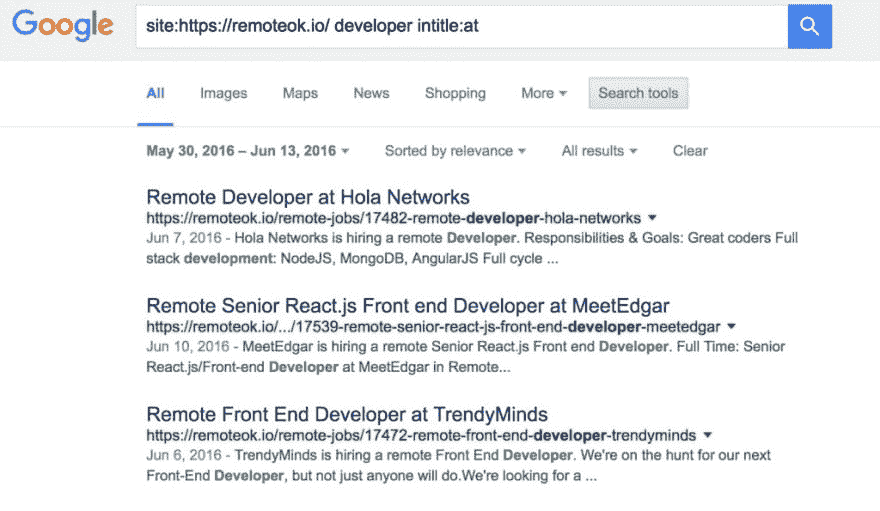 Google
site:https://remoteok.io/ developer intitle:at
All Images Maps News Shopping More Search tools
May 30, 2016 – Jun 13, 2016 Sorted by relevance All results Clear
Remote Developer at Hola Networks
https://remoteok.io/remote-jobs/17482-remote-developer-hola-networks
Jun 7, 2016 - Hola Networks is hiring a remote Developer. Responsibilities & Goals: Great coders Full
stack development: NodeJS, MongoDB, AngularJS Full cycle ...
Remote Senior React.js Front end Developer at MeetEdgar
https://remoteok.io/.../17539-remote-senior-react-js-front-end-developer-meetedgar
Jun 10, 2016 - MeetEdgar is hiring a remote Senior React.js Front end Developer. Full Time: Senior
React.js/Front-end Developer at MeetEdgar in Remote...
Remote Front End Developer at TrendyMinds
https://remoteok.io/remote-jobs/17472-remote-front-end-developer-trendyminds
Jun 6, 2016 - TrendyMinds is hiring a remote Front End Developer. We're on the hunt for our next
Front-End Developer, but not just anyone will do.We're looking for a ...